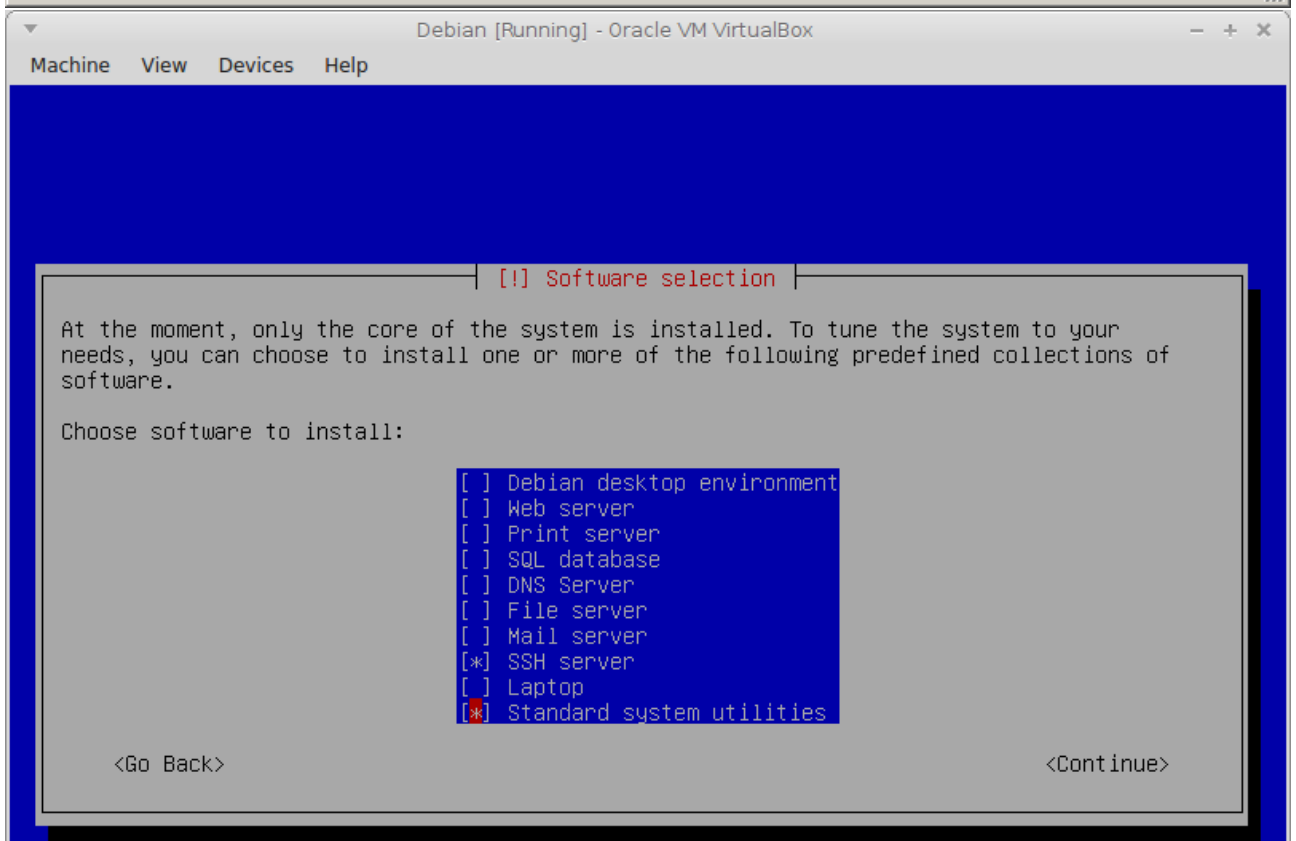 Debian [Running] - Oracle VM VirtualBox
Machine View Devices Help
[!] Software selection
At the moment, only the core of the system is installed. To tune the system to your
needs, you can choose to install one or more of the following predefined collections of
software.
Choose software to install:
[ ] Debian desktop environment
[ ] Web server
[ ] Print server
[ ] SQL database
[ ] DNS Server
[ ] File server
[ ] Mail server
[*] SSH server
[ ] Laptop
[*] Standard system utilities
<Go Back> <Continue>